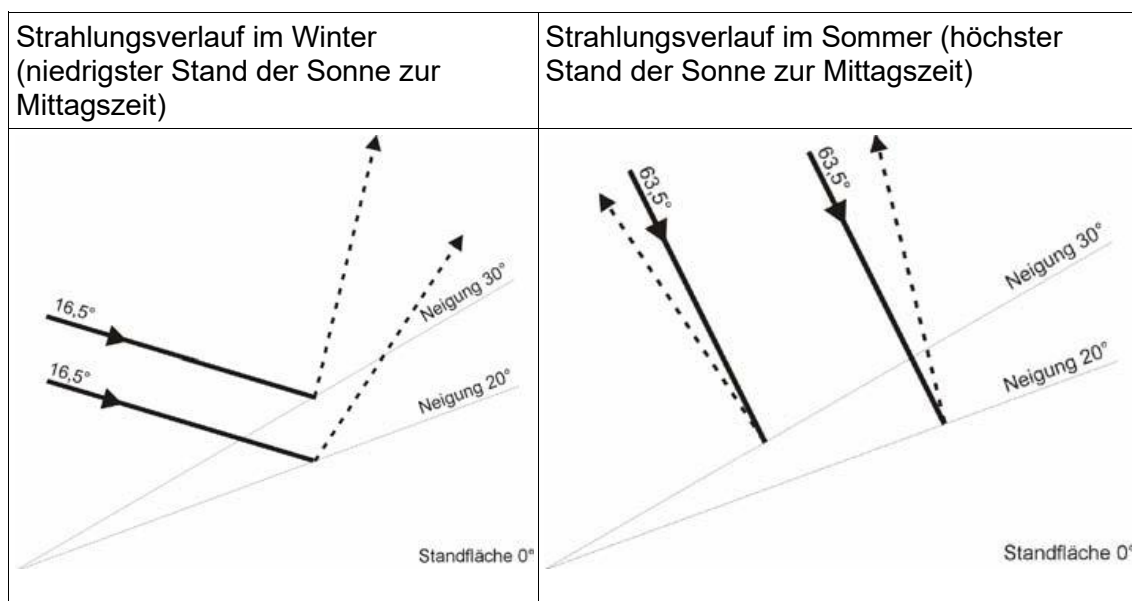 Strahlungsverlauf im Winter
(niedrigster Stand der Sonne zur
Mittagszeit)
Strahlungsverlauf im Sommer (höchster
Stand der Sonne zur Mittagszeit)
16,5°
16,5°
Neigung 30°
Neigung 20°
Standfläche 0°
63,5°
63,5°
Neigung 30°
Neigung 20°
Standfläche 0°